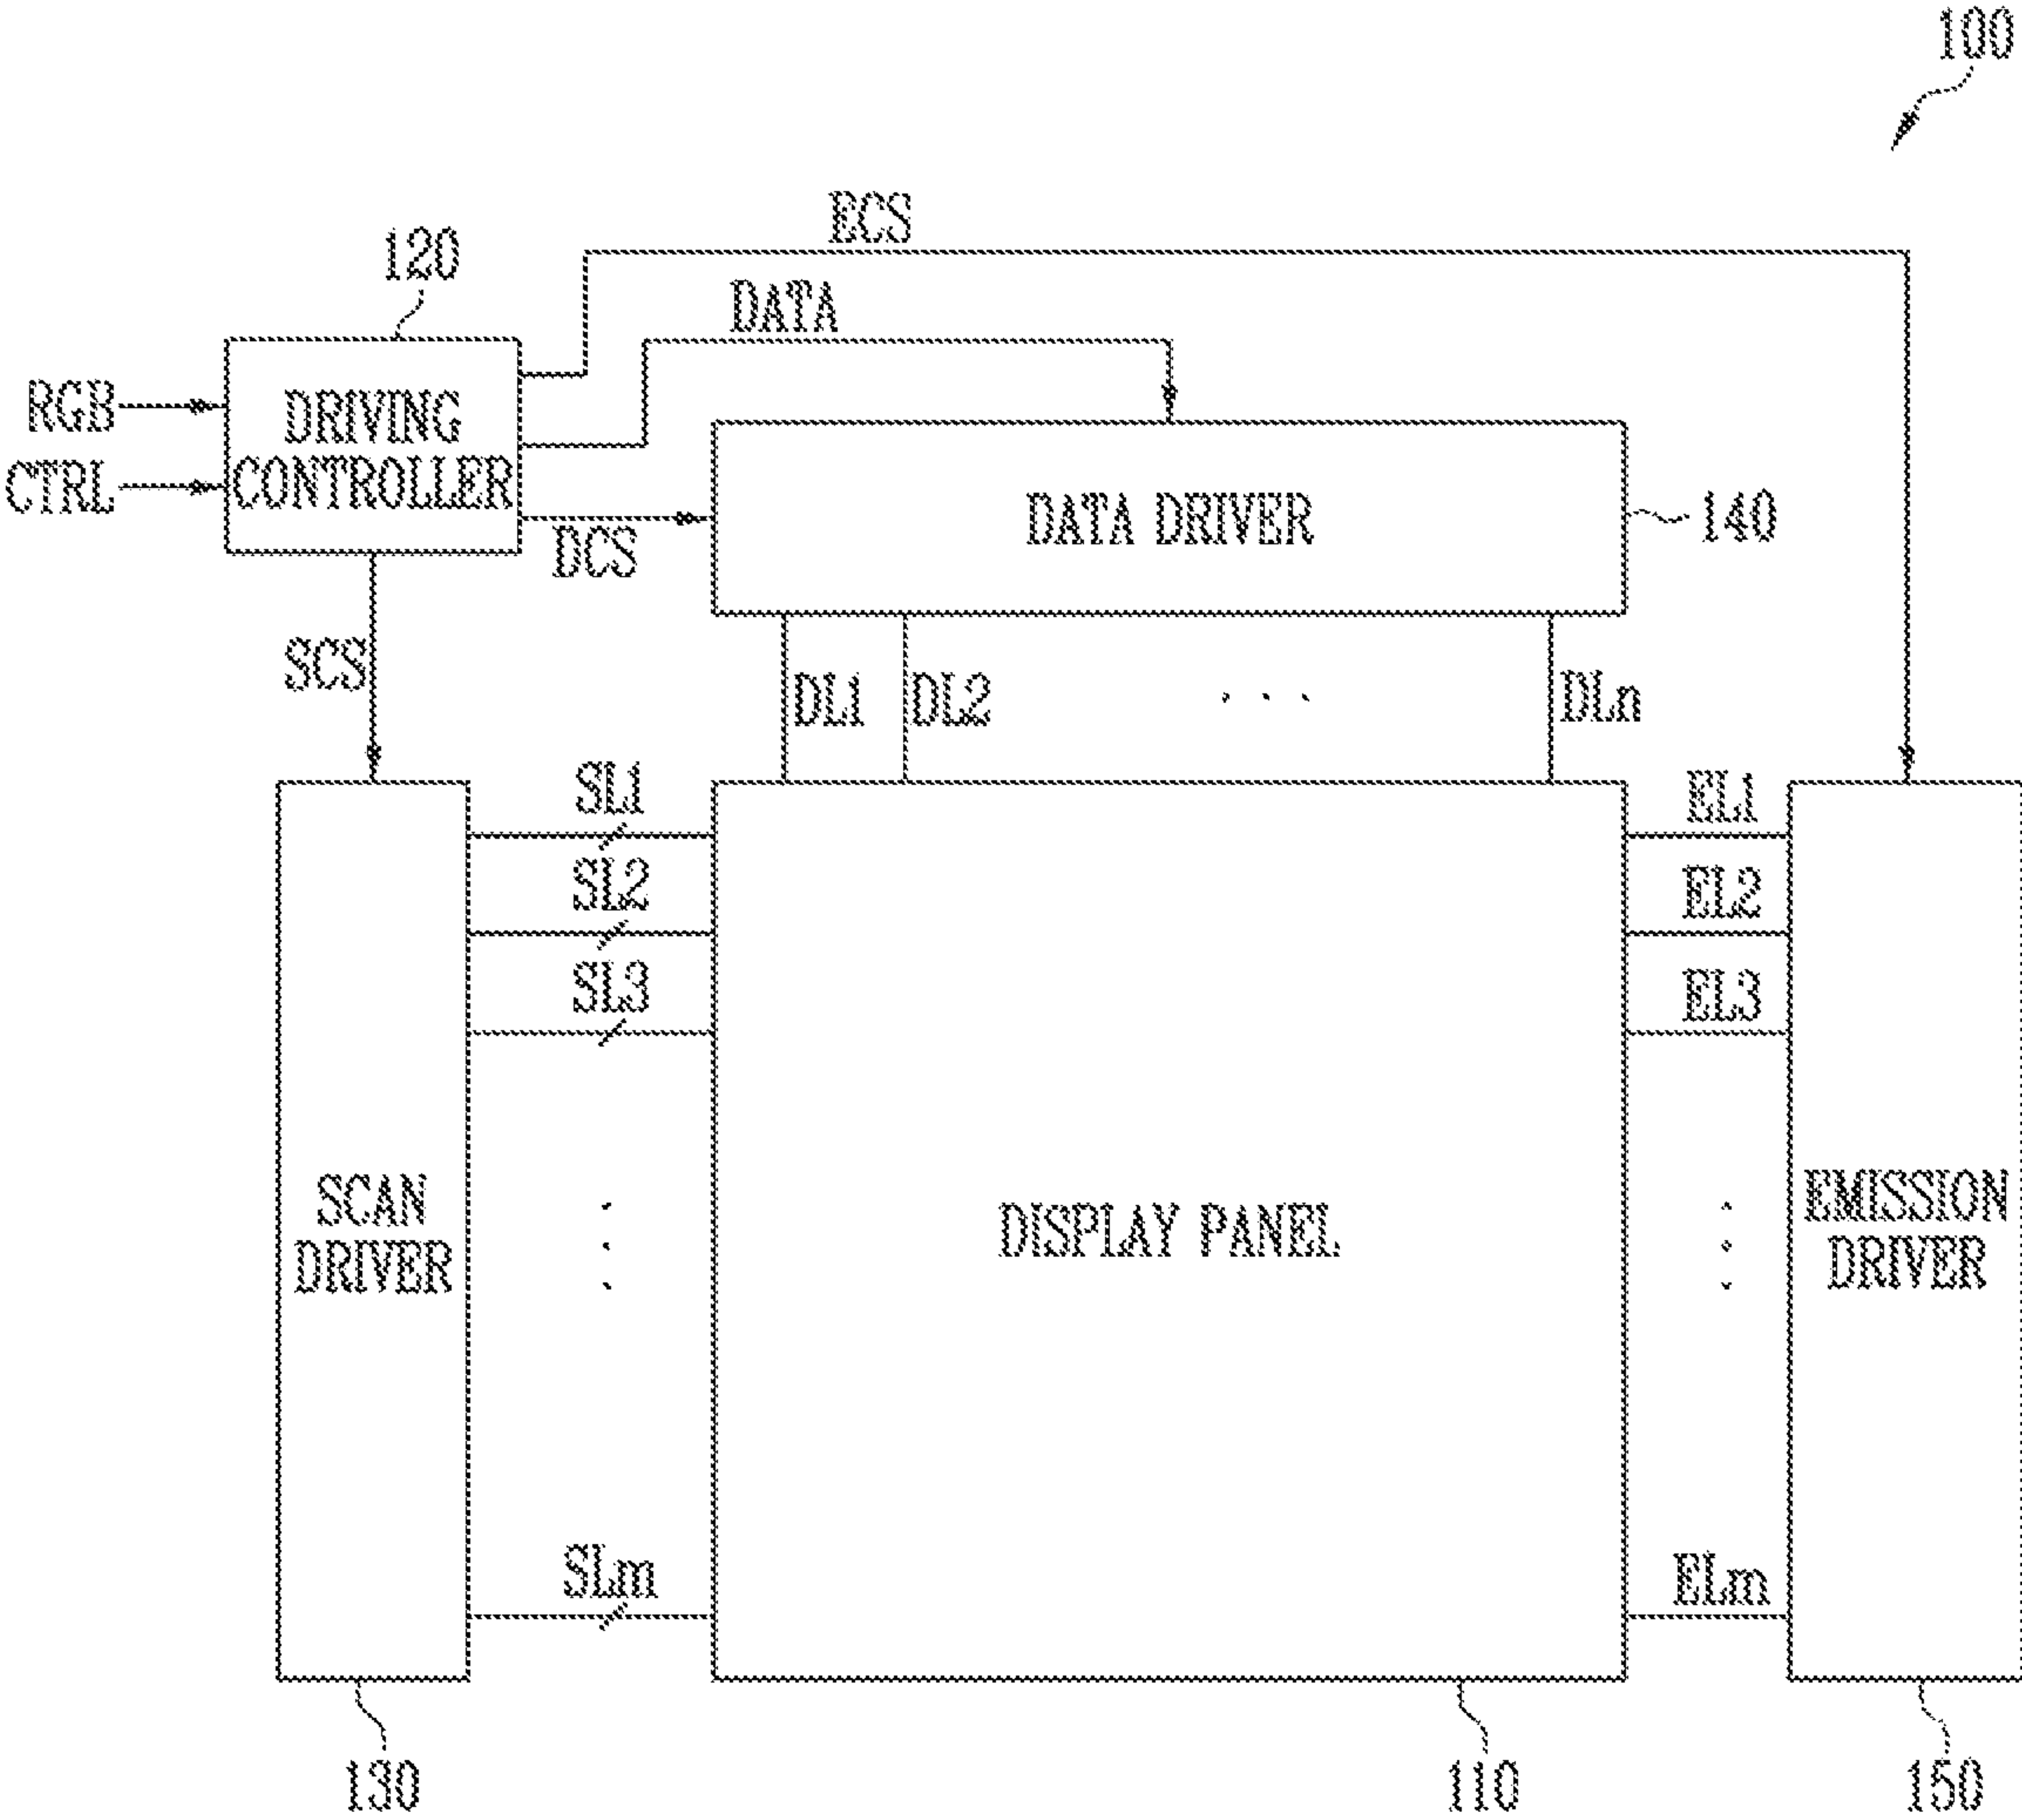 100
ECS
120
DATA
RGB
DRIVING
CONTROLLER
CTRL
DCS
DATA DRIVER
140
SCS
DL1
DL2
. . .
DLn
SL1
EL1
SL2
EL2
SL3
EL3
SCAN
DRIVER
DISPLAY PANEL
EMISSION
DRIVER
SLm
ELm
130
110
150